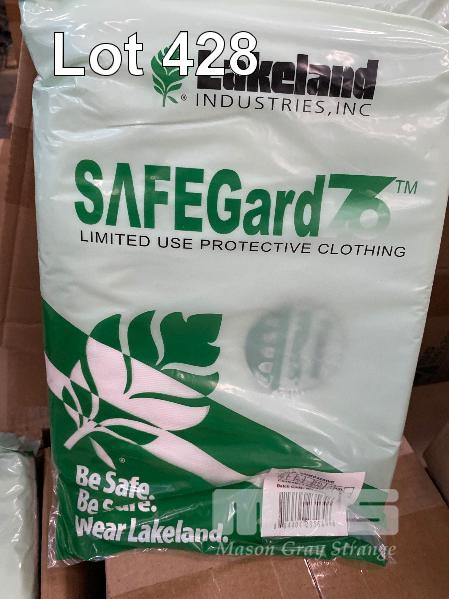 Lot 428
Lakeland
® INDUSTRIES, INC
SAFEGard 76™
LIMITED USE PROTECTIVE CLOTHING
®
Be Safe.
Be Sure.
Wear Lakeland.
MGS
Mason Gray Strange